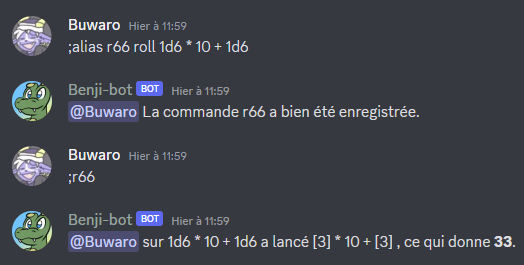 Buwaro Hier à 11:59
;alias r66 roll 1d6 * 10 + 1d6
Benji-bot BOT Hier à 11:59
@Buwaro La commande r66 a bien été enregistrée.
Buwaro Hier à 11:59
;r66
Benji-bot BOT Hier à 11:59
@Buwaro sur 1d6 * 10 + 1d6 a lancé [3] * 10 + [3] , ce qui donne 33.